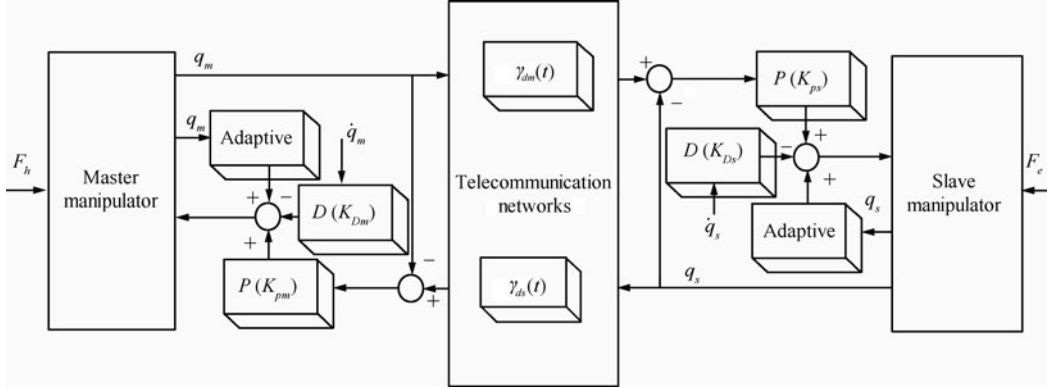 q_m
γ_dm(t)
+
−
P (K_ps)
q_m
Adaptive
q̇_m
+
−
D (K_Ds)
+
F_h
Master
manipulator
+
−
D (K_Dm)
+
Telecommunication
networks
q̇_s
Adaptive
q_s
Slave
manipulator
F_e
P (K_pm)
−
+
γ_ds(t)
q_s